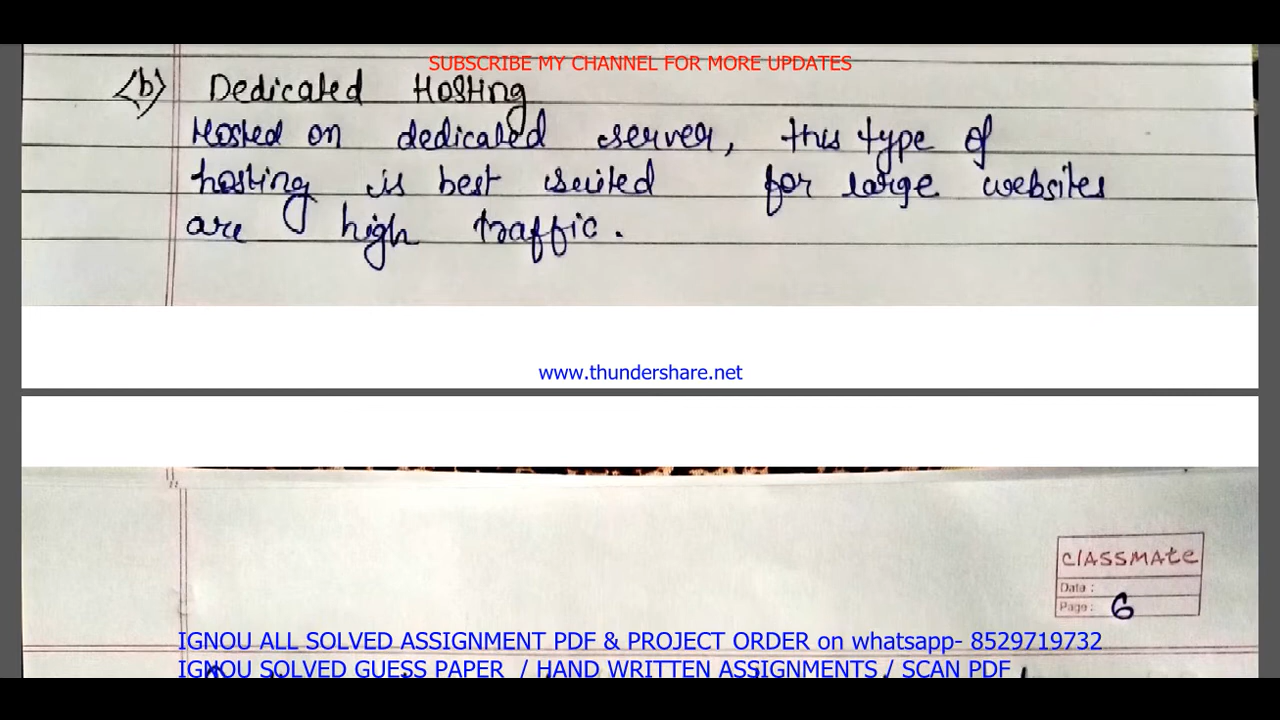 SUBSCRIBE MY CHANNEL FOR MORE UPDATES
(b) Dedicated Hosting
Hosted on dedicated server, this type of
hosting is best suited for large websites
are high traffic.
www.thundershare.net
CLASSMATE
Date :
Page : 6
IGNOU ALL SOLVED ASSIGNMENT PDF & PROJECT ORDER on whatsapp- 8529719732
IGNOU SOLVED GUESS PAPER / HAND WRITTEN ASSIGNMENTS / SCAN PDF